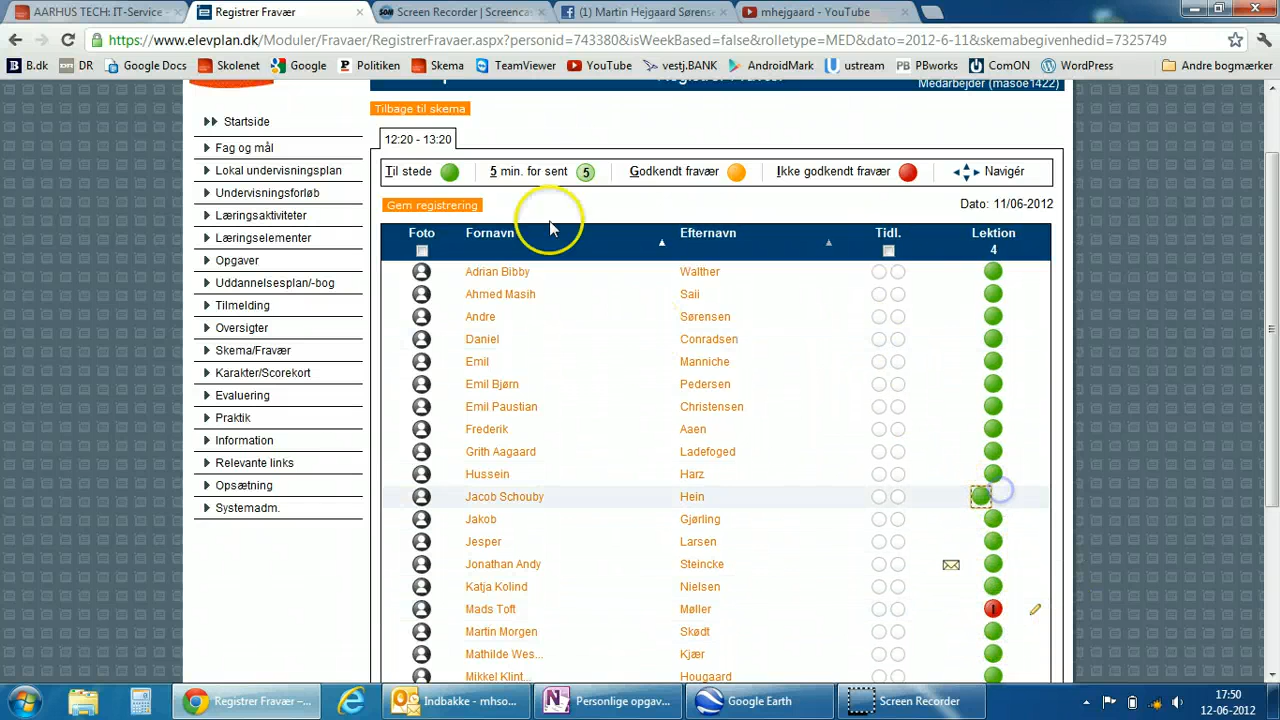 AARHUS TECH: IT-Service -
Registrer Fravær
Screen Recorder | Screencas
(1) Martin Hejgaard Sørens
mhejgaard - YouTube
https://www.elevplan.dk/Moduler/Fravaer/RegistrerFravaer.aspx?personid=743380&isWeekBased=false&rolletype=MED&dato=2012-6-11&skemabegivenhedid=7325749
B.dk DR Google Docs Skolenet Google Politiken Skema TeamViewer YouTube vestj.BANK AndroidMark ustream PBworks ComON WordPress Andre bogmærker
Medarbejder (masoe1422)
Tilbage til skema
12:20 - 13:20
Til stede 5 min. for sent 5 Godkendt fravær Ikke godkendt fravær Navigér
Gem registrering Dato: 11/06-2012
Foto Fornavn Efternavn Tidl. Lektion
4
Adrian Bibby Walther
Ahmed Masih Saii
Andre Sørensen
Daniel Conradsen
Emil Manniche
Emil Bjørn Pedersen
Emil Paustian Christensen
Frederik Aaen
Grith Aagaard Ladefoged
Hussein Harz
Jacob Schouby Hein
Jakob Gjørling
Jesper Larsen
Jonathan Andy Steincke
Katja Kolind Nielsen
Mads Toft Møller
Martin Morgen Skødt
Mathilde Wes... Kjær
Mikkel Klint... Hougaard
Startside
Fag og mål
Lokal undervisningsplan
Undervisningsforløb
Læringsaktiviteter
Læringselementer
Opgaver
Uddannelsesplan/-bog
Tilmelding
Oversigter
Skema/Fravær
Karakter/Scorekort
Evaluering
Praktik
Information
Relevante links
Opsætning
Systemadm.
Registrer Fravær –...
Indbakke - mhso...
Personlige opgav...
Google Earth
Screen Recorder
17:50
12-06-2012